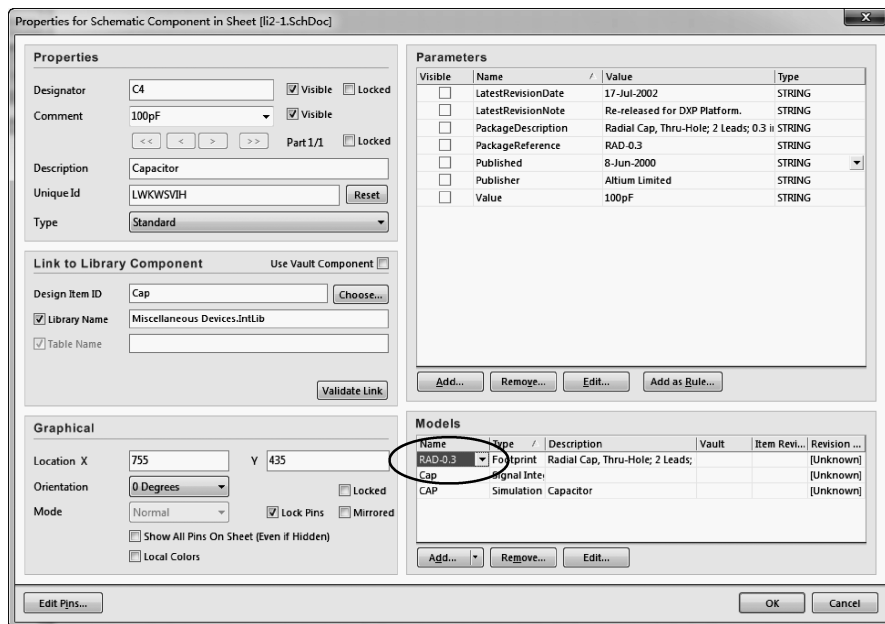 Properties for Schematic Component in Sheet [li2-1.SchDoc]
Properties
Designator C4 Visible Locked
Comment 100pF Visible
<< < > >> Part 1/1 Locked
Description Capacitor
Unique Id LWKWSVIH Reset
Type Standard
Link to Library Component Use Vault Component
Design Item ID Cap Choose...
Library Name Miscellaneous Devices.IntLib
Table Name
Validate Link
Graphical
Location X 755 Y 435
Orientation 0 Degrees Locked
Mode Normal Lock Pins Mirrored
Show All Pins On Sheet (Even if Hidden)
Local Colors
Parameters
Visible Name / Value Type
LatestRevisionDate 17-Jul-2002 STRING
LatestRevisionNote Re-released for DXP Platform. STRING
PackageDescription Radial Cap, Thru-Hole; 2 Leads; 0.3 i STRING
PackageReference RAD-0.3 STRING
Published 8-Jun-2000 STRING
Publisher Altium Limited STRING
Value 100pF STRING
Add... Remove... Edit... Add as Rule...
Models
Name Type / Description Vault Item Revi... Revision ...
RAD-0.3 Footprint Radial Cap, Thru-Hole; 2 Leads; [Unknown]
Cap Signal Inte [Unknown]
CAP Simulation Capacitor [Unknown]
Add... Remove... Edit...
Edit Pins... OK Cancel